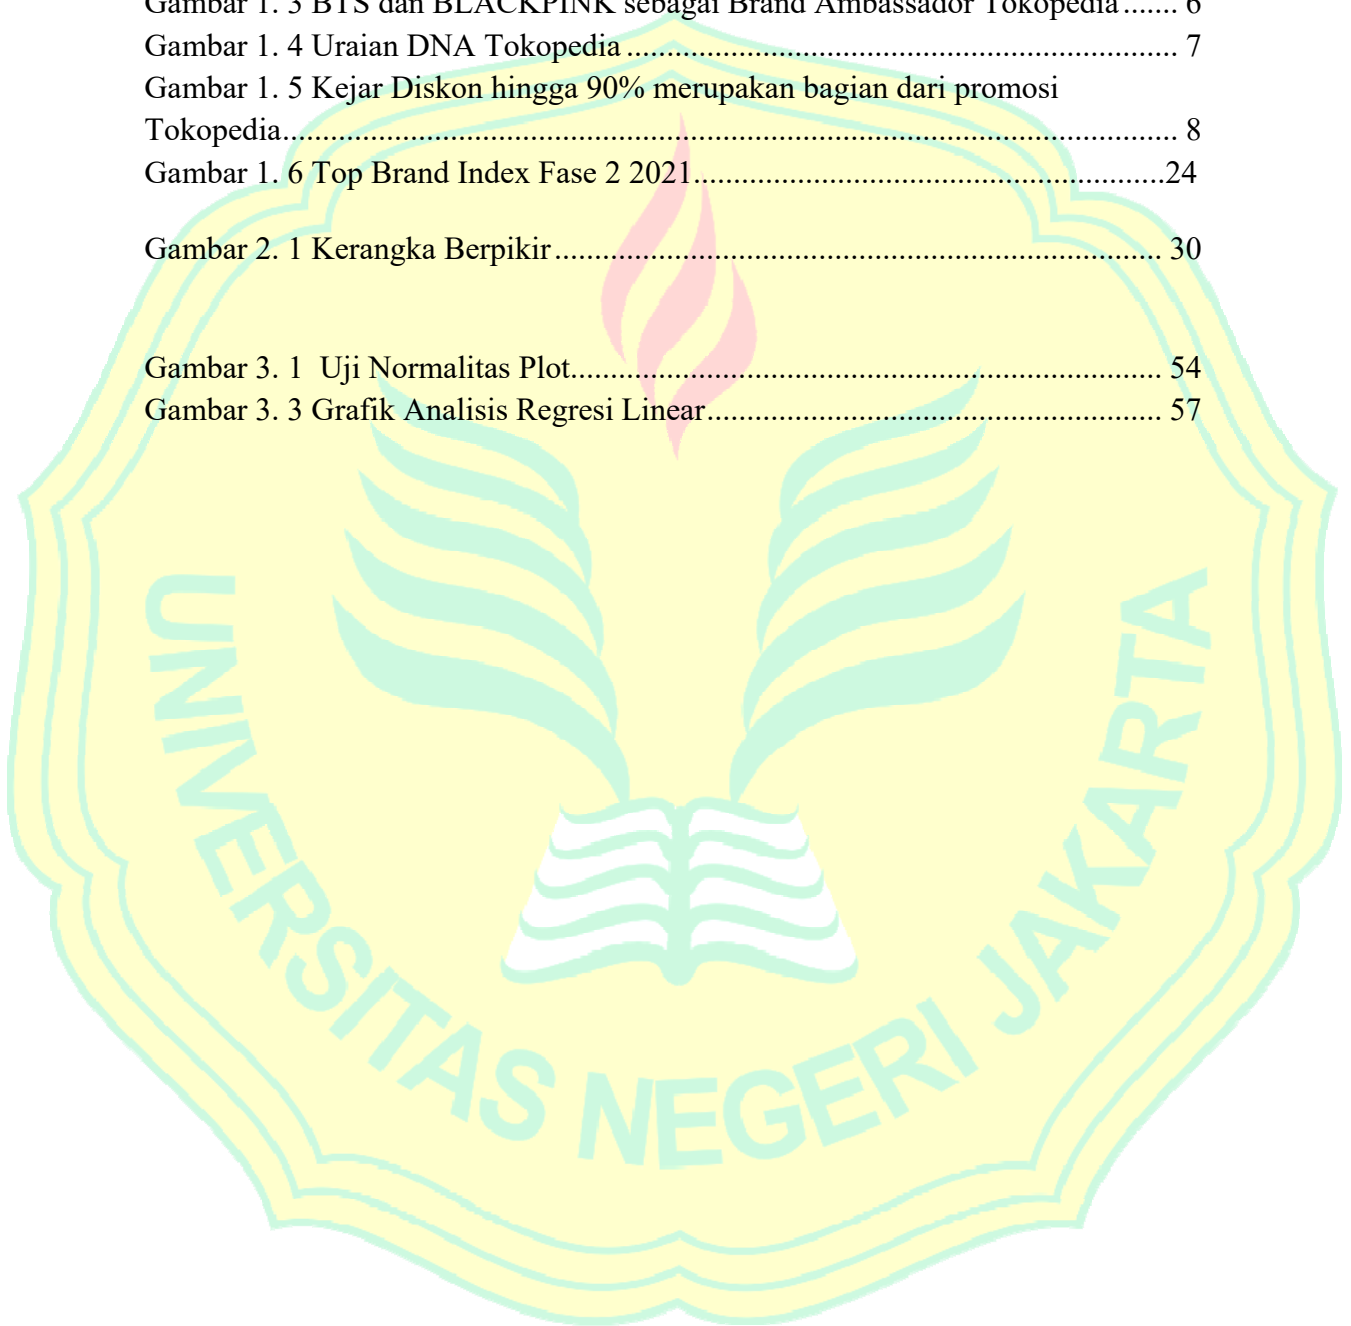 Gambar 1. 3 BTS dan BLACKPINK sebagai Brand Ambassador Tokopedia....... 6
Gambar 1. 4 Uraian DNA Tokopedia...................................................................... 7
Gambar 1. 5 Kejar Diskon hingga 90% merupakan bagian dari promosi
Tokopedia................................................................................................................. 8
Gambar 1. 6 Top Brand Index Fase 2 2021............................................................24
Gambar 2. 1 Kerangka Berpikir............................................................................. 30
Gambar 3. 1  Uji Normalitas Plot........................................................................... 54
Gambar 3. 3 Grafik Analisis Regresi Linear.......................................................... 57
UNIVERSITAS NEGERI JAKARTA